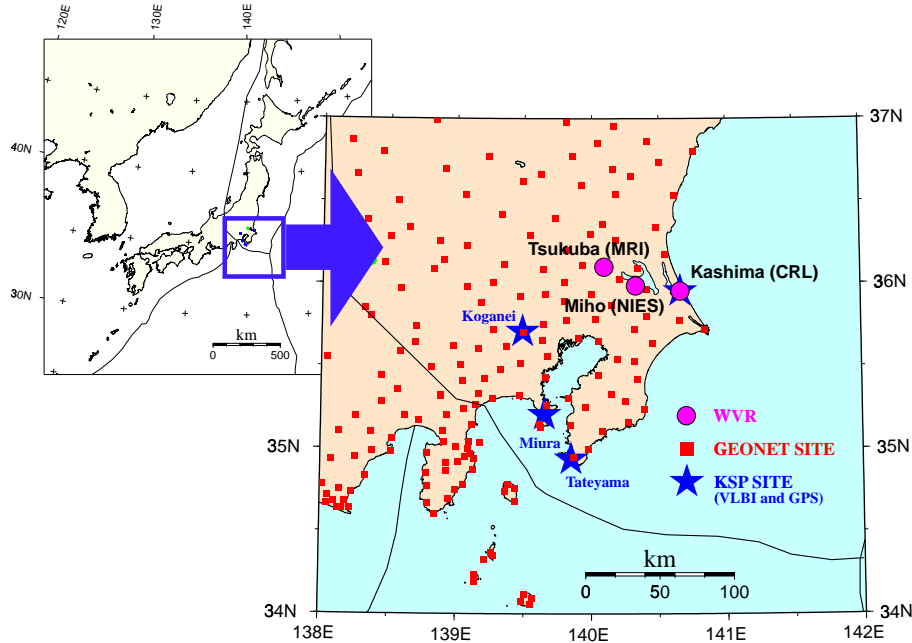 120E 130E 140E
40N
30N
km
0 500
37N
36N
35N
34N
138E 139E 140E 141E 142E
Tsukuba (MRI)
Kashima (CRL)
Miho (NIES)
Koganei
Miura
Tateyama
WVR
GEONET SITE
KSP SITE
(VLBI and GPS)
km
0 50 100